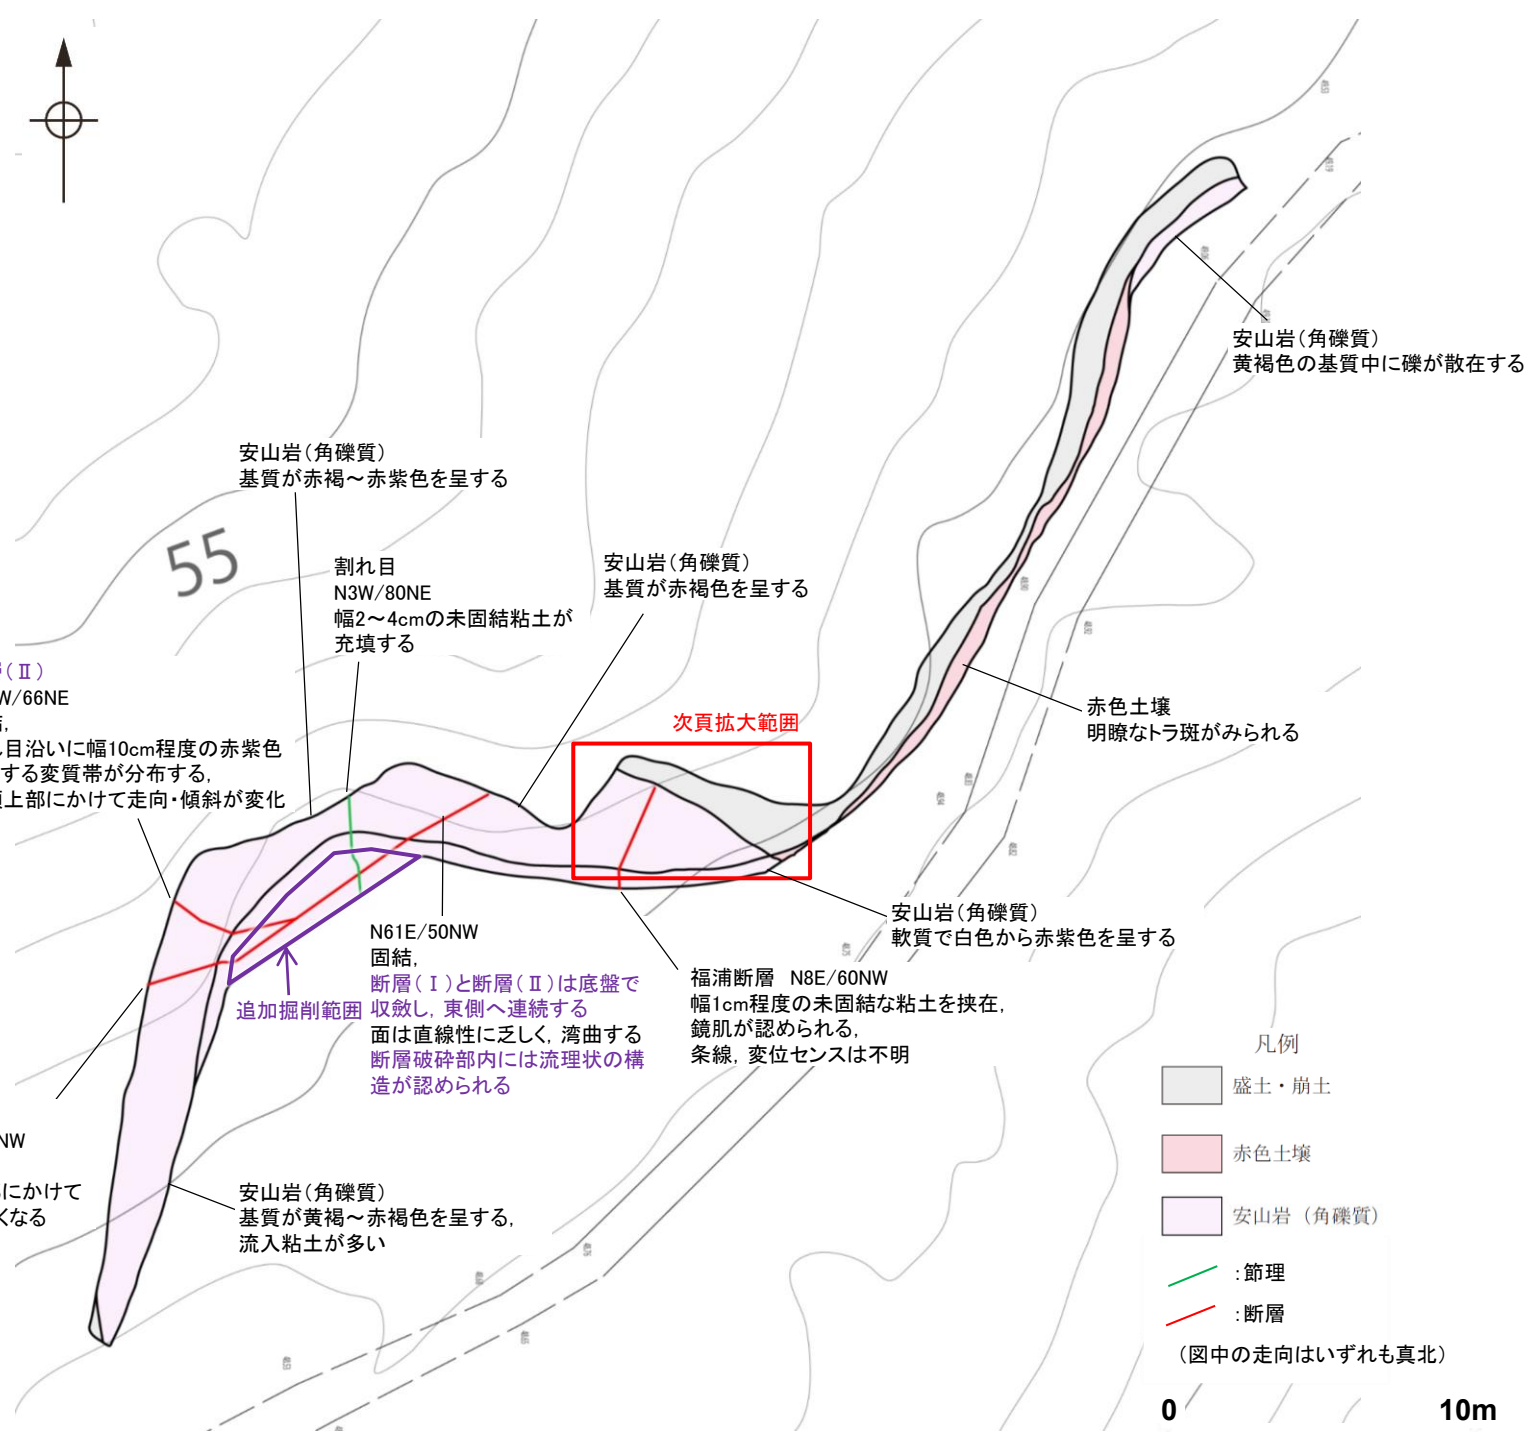 安山岩(角礫質)
黄褐色の基質中に礫が散在する
安山岩(角礫質)
基質が赤褐～赤紫色を呈する
55
割れ目
N3W/80NE
幅2～4cmの未固結粘土が
充填する
安山岩(角礫質)
基質が赤褐色を呈する
(Ⅱ)
W/66NE
目沿いに幅10cm程度の赤紫色
する変質帯が分布する,
上部にかけて走向・傾斜が変化
次頁拡大範囲
赤色土壌
明瞭なトラ斑がみられる
安山岩(角礫質)
軟質で白色から赤紫色を呈する
N61E/50NW
固結,
断層(Ⅰ)と断層(Ⅱ)は底盤で
収斂し, 東側へ連続する
面は直線性に乏しく, 湾曲する
断層破砕部内には流理状の構
造が認められる
追加掘削範囲
福浦断層 N8E/60NW
幅1cm程度の未固結な粘土を挟在,
鏡肌が認められる,
条線, 変位センスは不明
NW
にかけて
くなる
安山岩(角礫質)
基質が黄褐～赤褐色を呈する,
流入粘土が多い
凡例
盛土・崩土
赤色土壌
安山岩（角礫質）
:節理
:断層
（図中の走向はいずれも真北）
0 10m